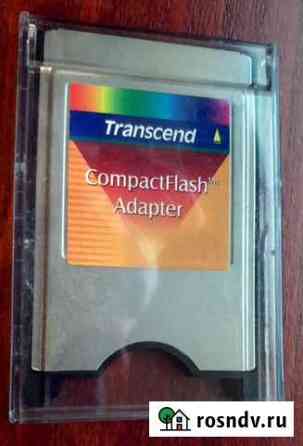 Transcend
CompactFlash™
Adapter
rosndv.ru